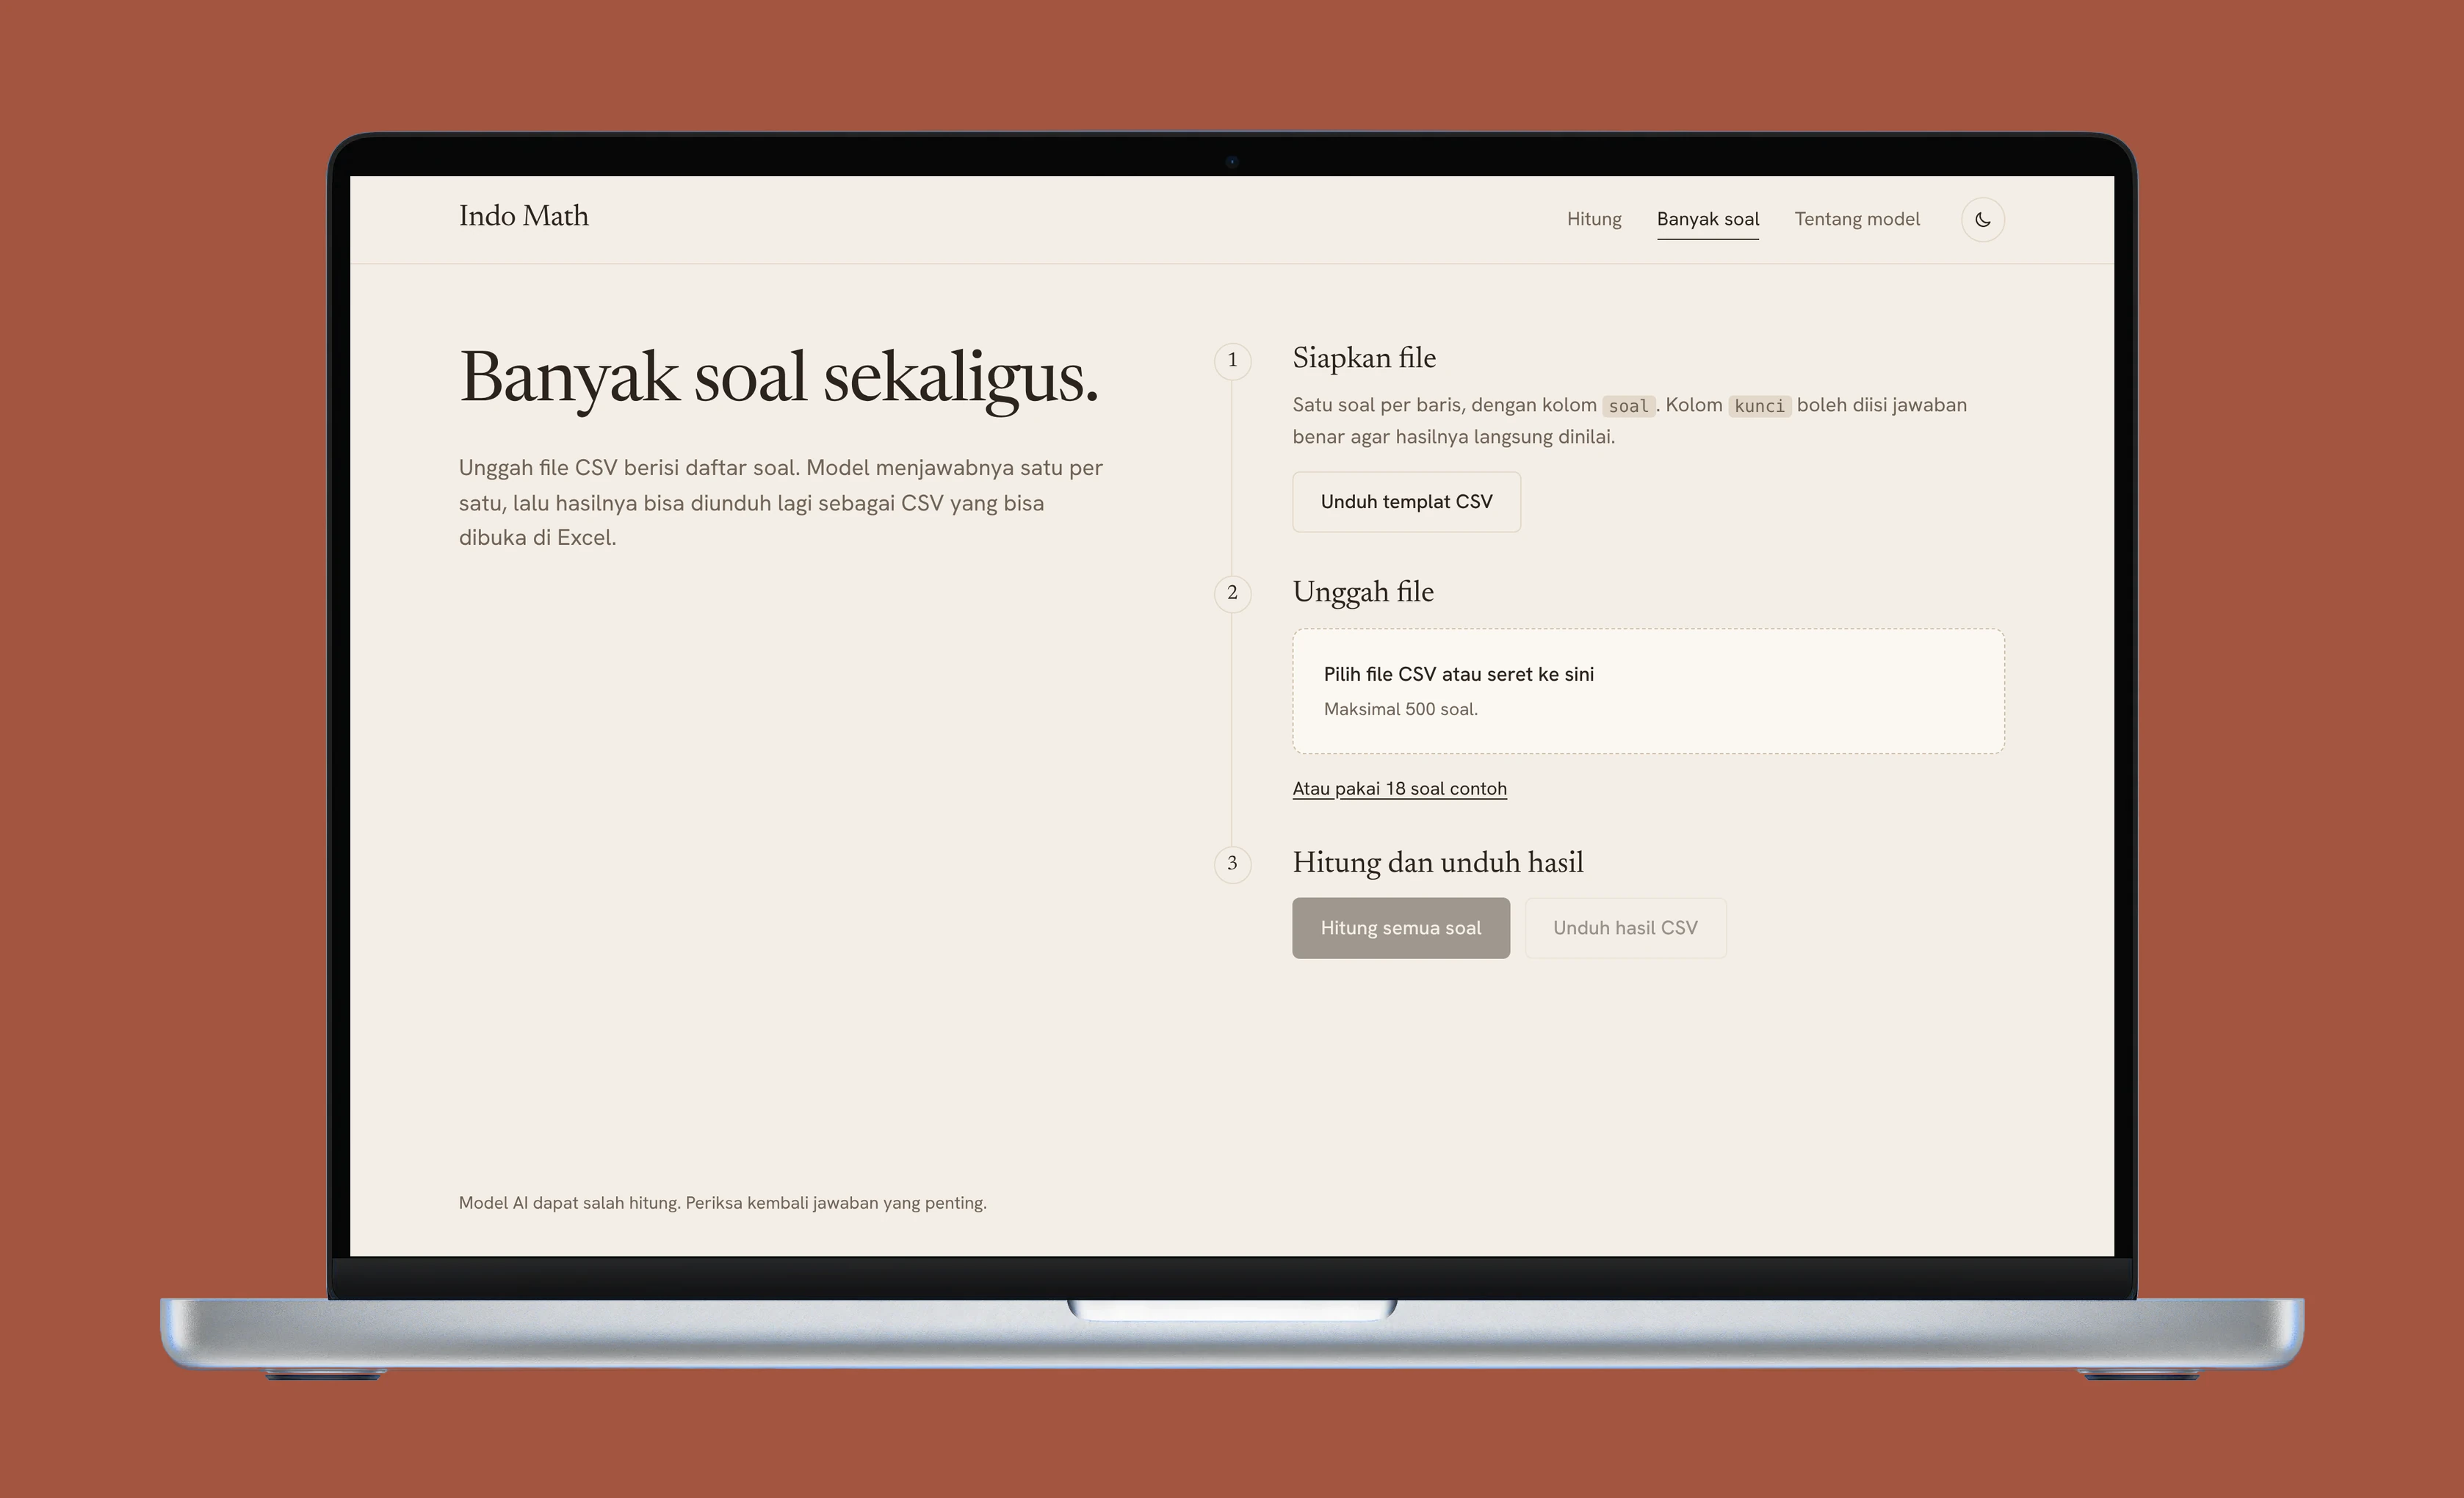 Indo Math
Hitung
Banyak soal
Tentang model
Banyak soal sekaligus.
Unggah file CSV berisi daftar soal. Model menjawabnya satu per
satu, lalu hasilnya bisa diunduh lagi sebagai CSV yang bisa
dibuka di Excel.
1
Siapkan file
Satu soal per baris, dengan kolom soal. Kolom kunci boleh diisi jawaban
benar agar hasilnya langsung dinilai.
Unduh templat CSV
2
Unggah file
Pilih file CSV atau seret ke sini
Maksimal 500 soal.
Atau pakai 18 soal contoh
3
Hitung dan unduh hasil
Hitung semua soal
Unduh hasil CSV
Model AI dapat salah hitung. Periksa kembali jawaban yang penting.